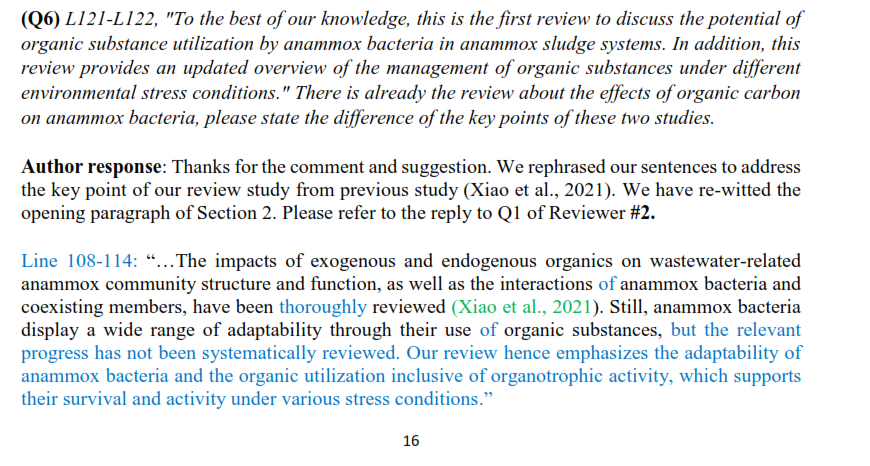 (Q6) L121-L122, "To the best of our knowledge, this is the first review to discuss the potential of
organic substance utilization by anammox bacteria in anammox sludge systems. In addition, this
review provides an updated overview of the management of organic substances under different
environmental stress conditions." There is already the review about the effects of organic carbon
on anammox bacteria, please state the difference of the key points of these two studies.
Author response: Thanks for the comment and suggestion. We rephrased our sentences to address
the key point of our review study from previous study (Xiao et al., 2021). We have re-witted the
opening paragraph of Section 2. Please refer to the reply to Q1 of Reviewer #2.
Line 108-114: “…The impacts of exogenous and endogenous organics on wastewater-related
anammox community structure and function, as well as the interactions of anammox bacteria and
coexisting members, have been thoroughly reviewed (Xiao et al., 2021). Still, anammox bacteria
display a wide range of adaptability through their use of organic substances, but the relevant
progress has not been systematically reviewed. Our review hence emphasizes the adaptability of
anammox bacteria and the organic utilization inclusive of organotrophic activity, which supports
their survival and activity under various stress conditions.”
16